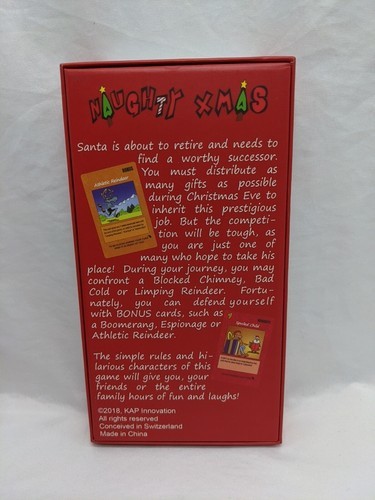 NAUGHTY XMAS
Santa is about to retire and needs to
find a worthy successor.
You must distribute as
many gifts as possible
during Christmas Eve to
inherit this prestigious
job. But the competi-
tion will be tough, as
you are just one of
many who hope to take his
place! During your journey, you may
confront a Blocked Chimney, Bad
Cold or Limping Reindeer. Fortu-
nately, you can defend yourself
with BONUS cards, such as
a Boomerang, Espionage or
Athletic Reindeer.
Athletic Reindeer
The simple rules and hi-
larious characters of this
game will give you, your
friends or the entire
family hours of fun and laughs!
Spoiled Child
©2018, KAP Innovation
All rights reserved
Conceived in Switzerland
Made in China